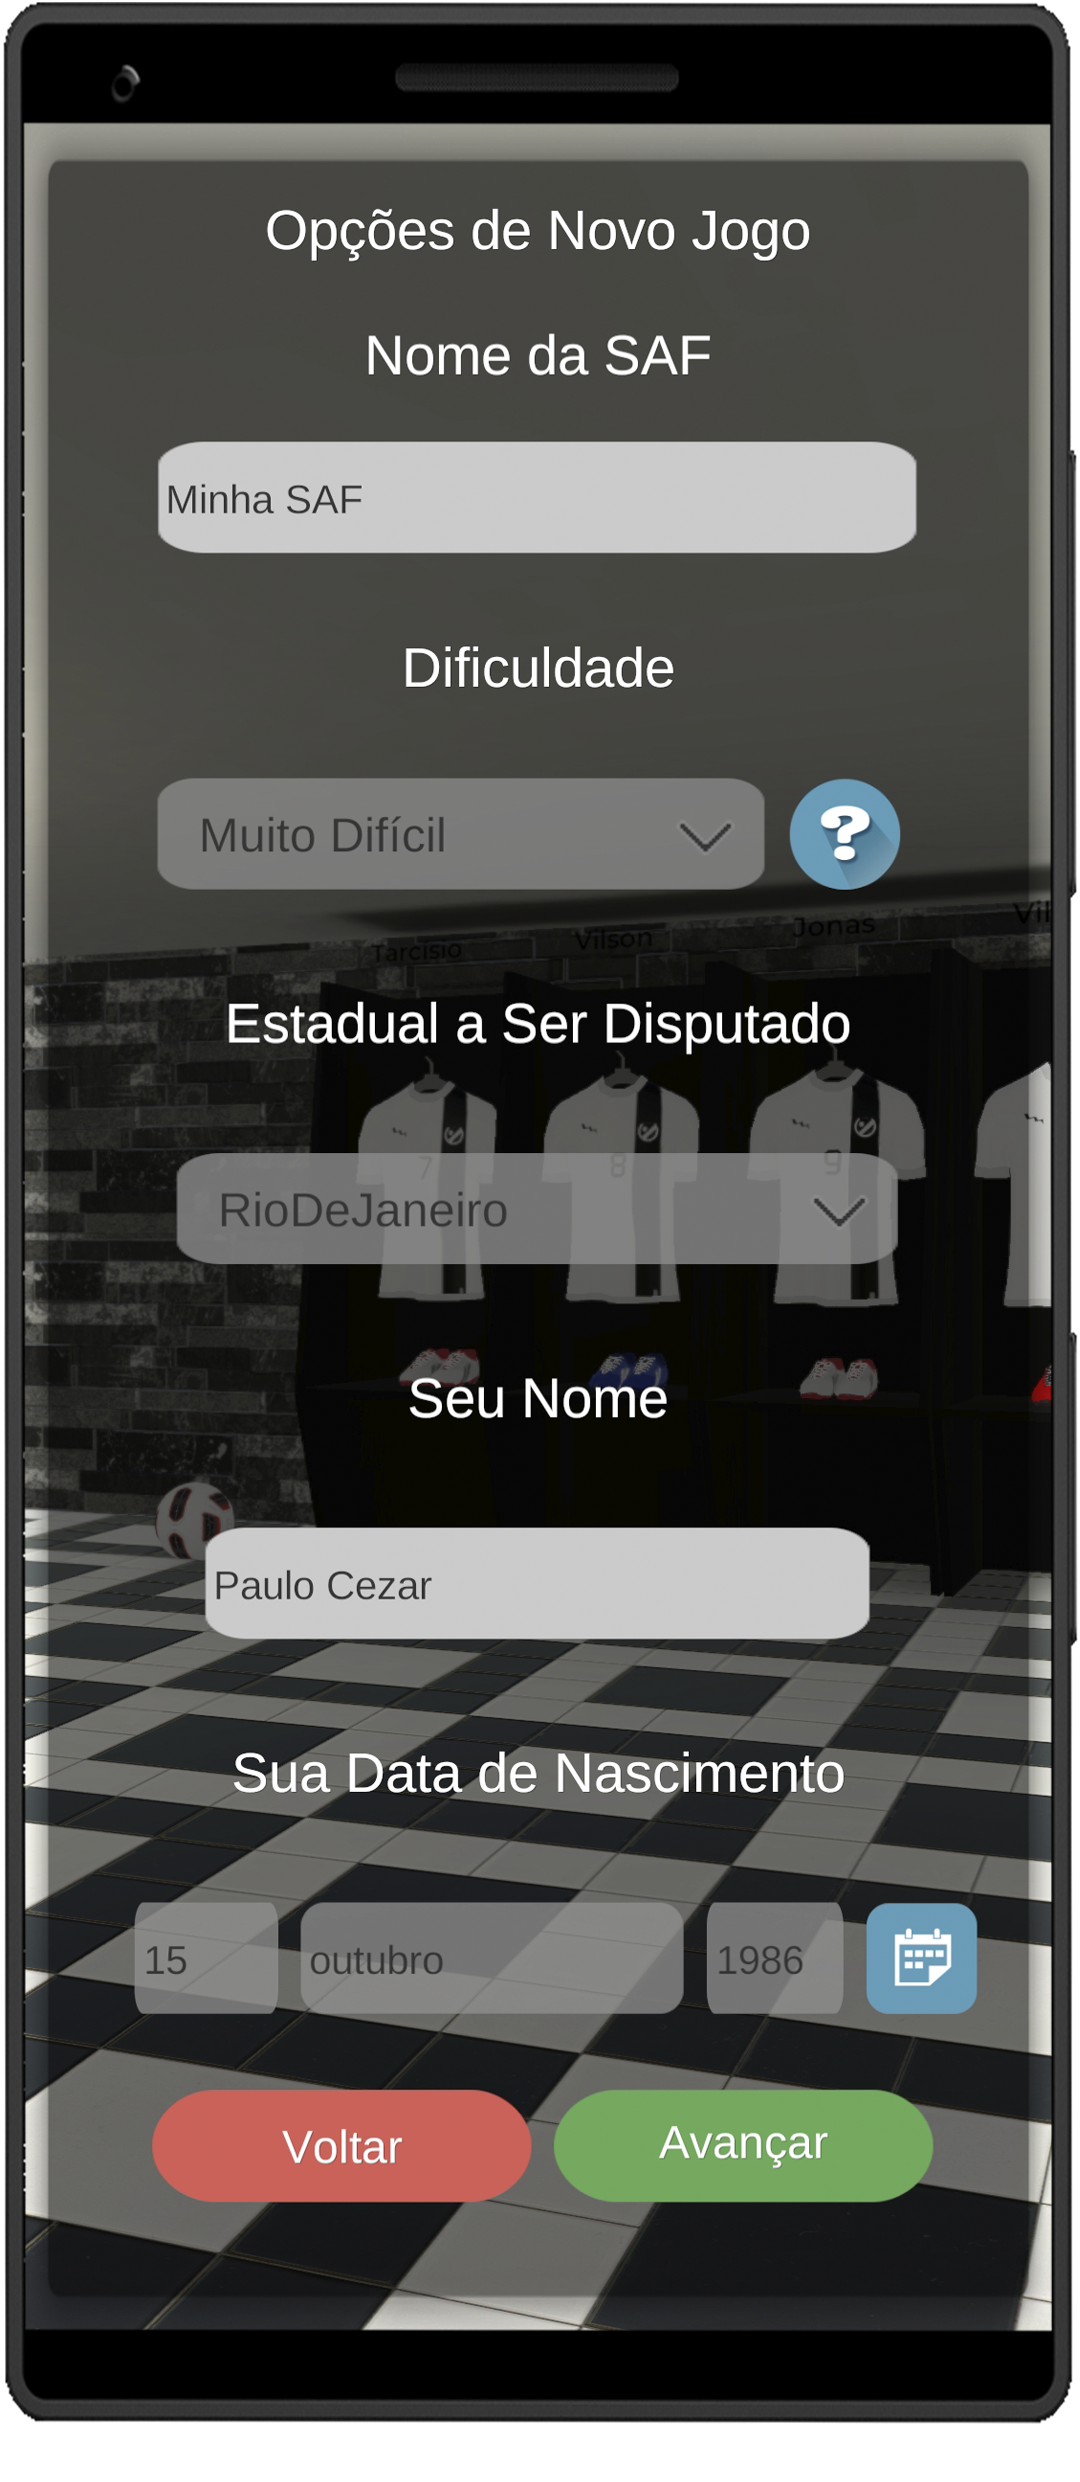 Opções de Novo Jogo
Nome da SAF
Minha SAF
Dificuldade
Muito Difícil
?
Tarcísio Vilson Jonas Vil
Estadual a Ser Disputado
7 8 9
RioDeJaneiro
Seu Nome
Paulo Cezar
Sua Data de Nascimento
15 outubro 1986
Voltar Avançar